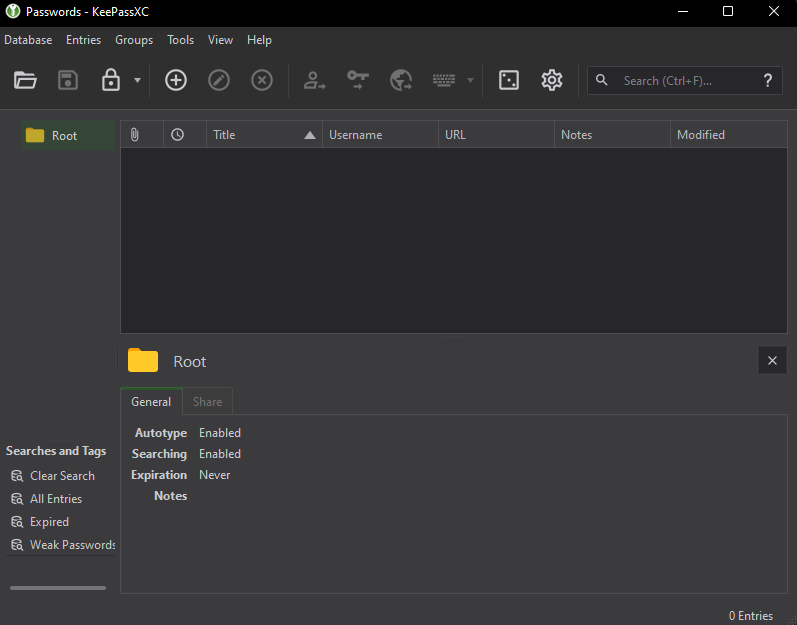 Passwords - KeePassXC
Database Entries Groups Tools View Help
Search (Ctrl+F)... ?
Root
Title Username URL Notes Modified
Root
General Share
Autotype Enabled
Searching Enabled
Expiration Never
Notes
Searches and Tags
Clear Search
All Entries
Expired
Weak Passwords
0 Entries